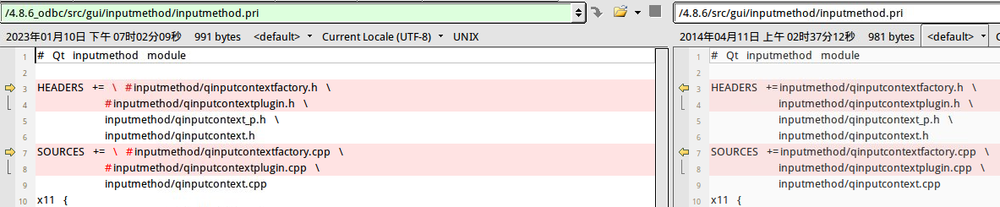 /4.8.6_odbc/src/gui/inputmethod/inputmethod.pri
2023年01月10日 下午 07时02分09秒 991 bytes <default> Current Locale (UTF-8) UNIX
1 # Qt inputmethod module
2
3 HEADERS += \ #inputmethod/qinputcontextfactory.h \
4 #inputmethod/qinputcontextplugin.h \
5 inputmethod/qinputcontext_p.h \
6 inputmethod/qinputcontext.h
7 SOURCES += \ #inputmethod/qinputcontextfactory.cpp \
8 #inputmethod/qinputcontextplugin.cpp \
9 inputmethod/qinputcontext.cpp
10 x11 {
/4.8.6/src/gui/inputmethod/inputmethod.pri
2014年04月11日 上午 02时37分12秒 981 bytes <default>
1 # Qt inputmethod module
2
3 HEADERS +=inputmethod/qinputcontextfactory.h \
4 inputmethod/qinputcontextplugin.h \
5 inputmethod/qinputcontext_p.h \
6 inputmethod/qinputcontext.h
7 SOURCES +=inputmethod/qinputcontextfactory.cpp \
8 inputmethod/qinputcontextplugin.cpp \
9 inputmethod/qinputcontext.cpp
10 x11 {